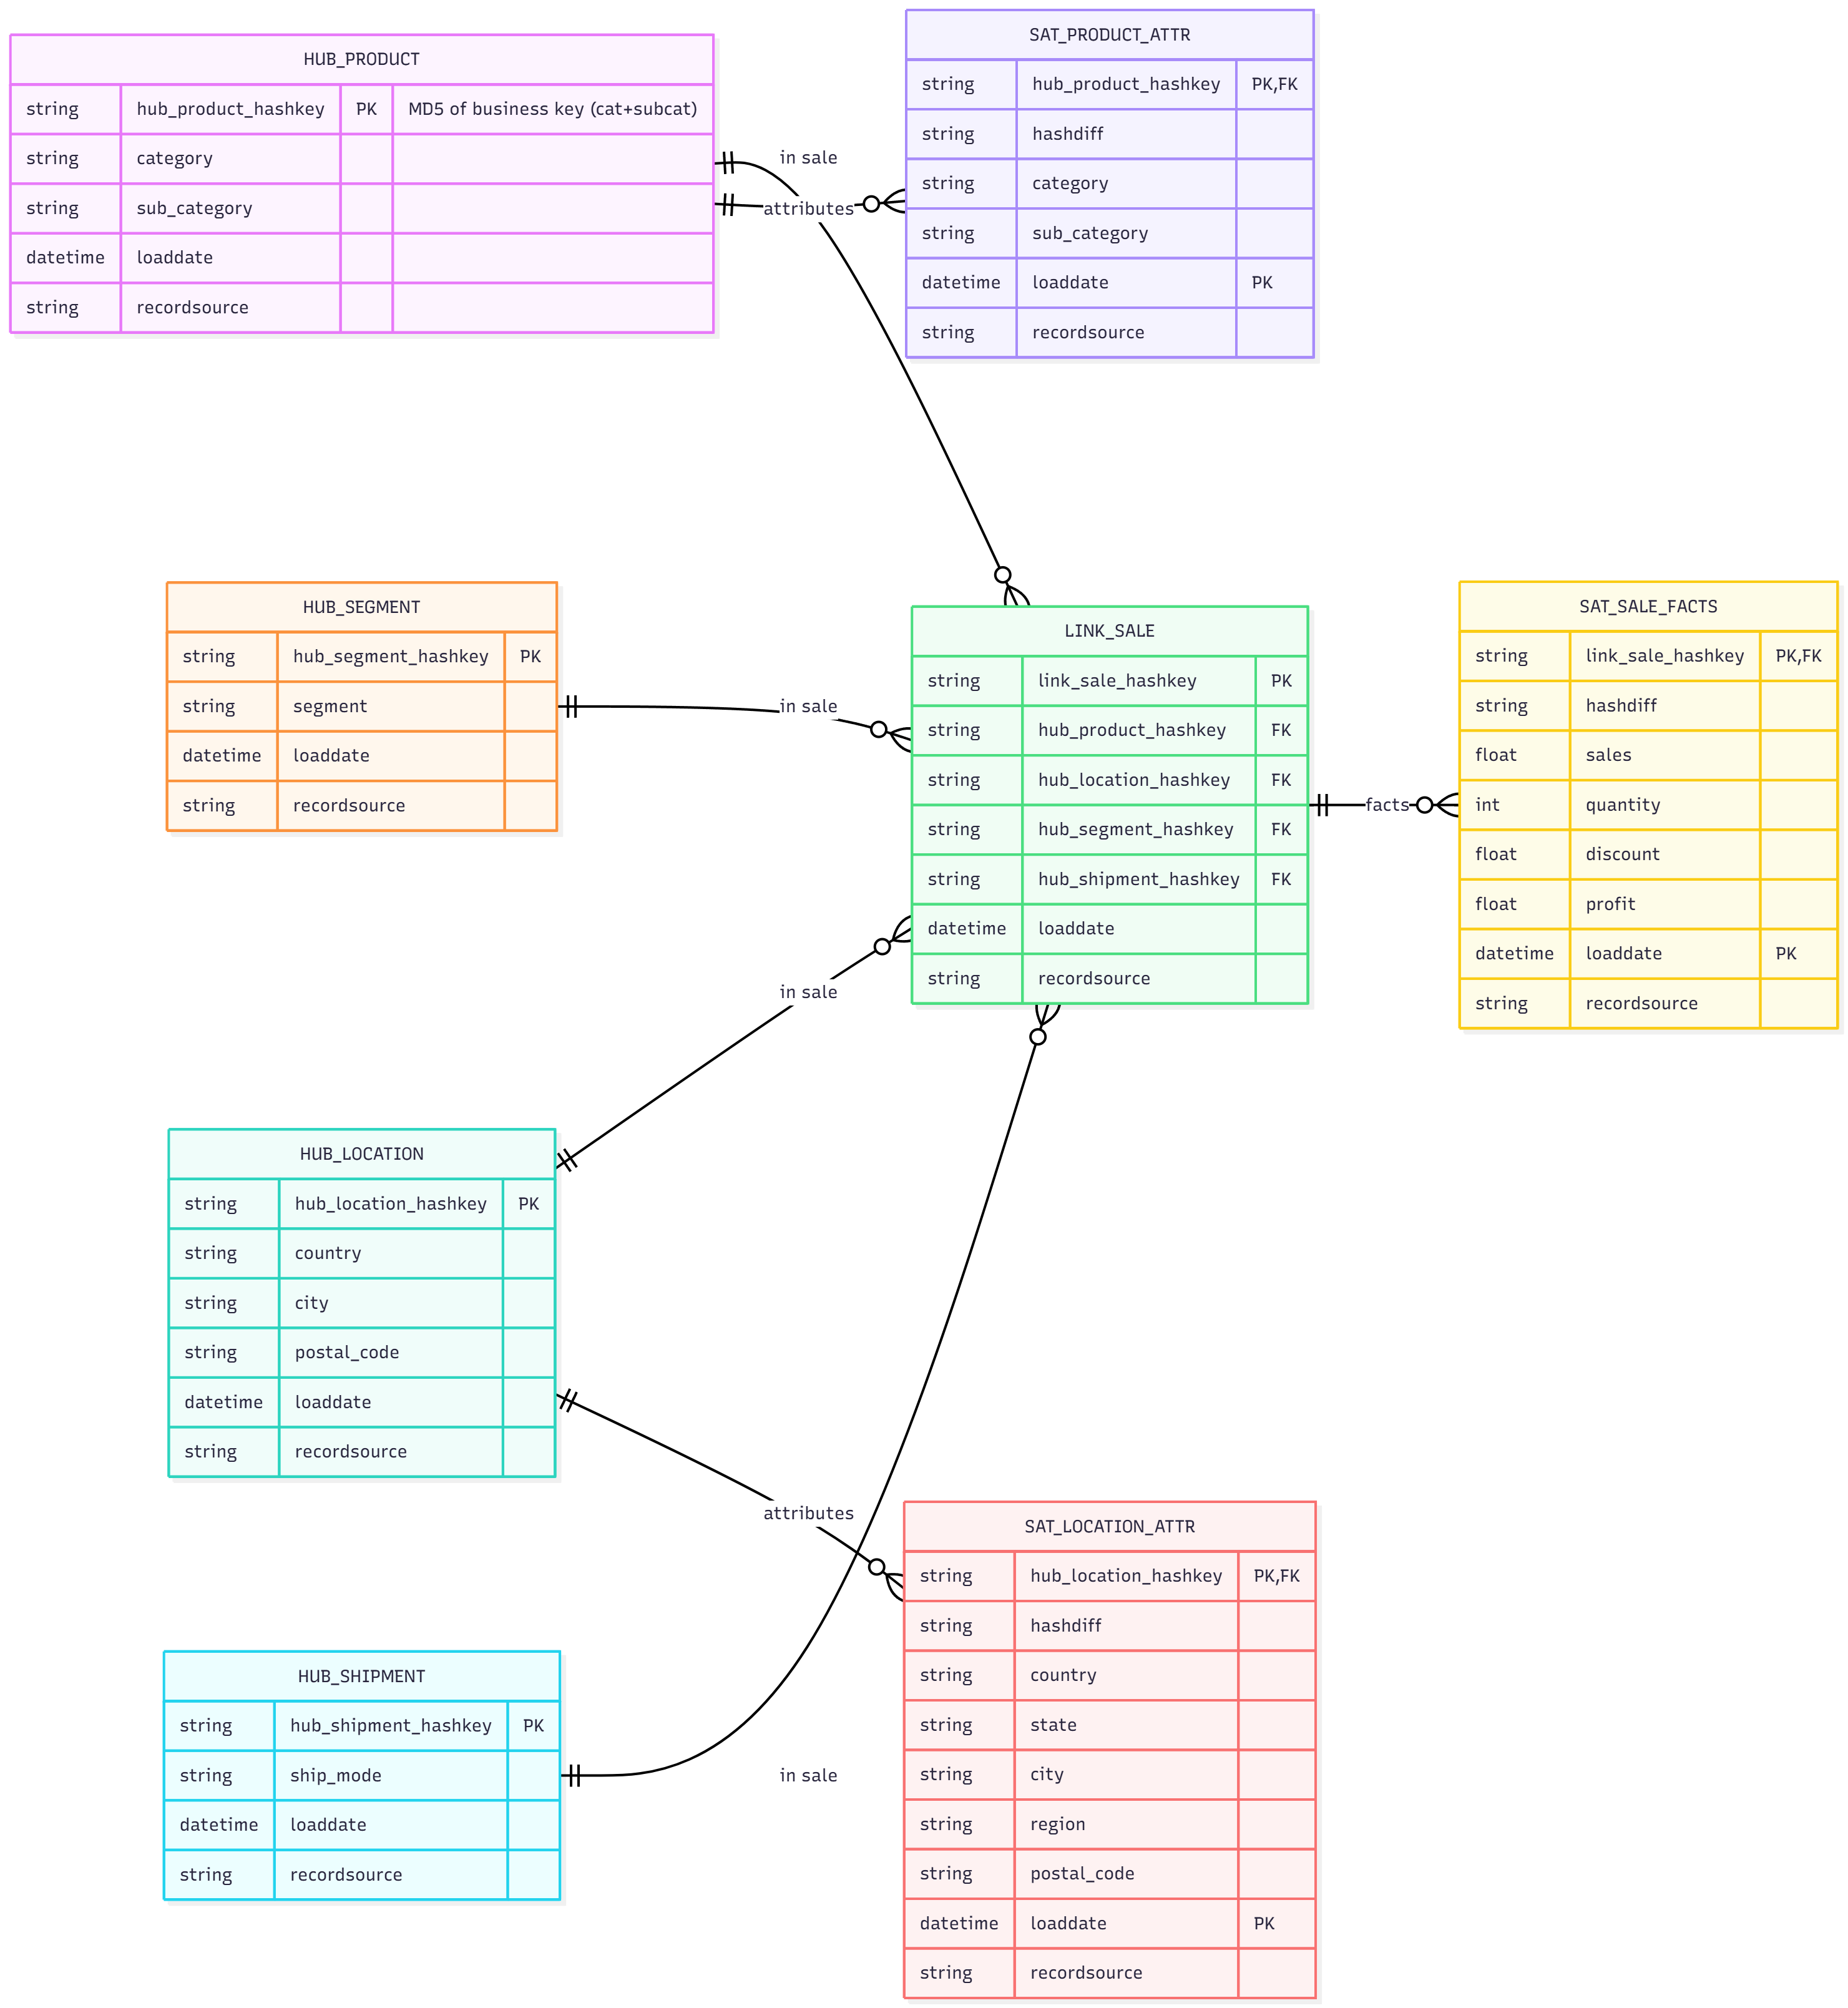 HUB_PRODUCT
string hub_product_hashkey PK MD5 of business key (cat+subcat)
string category
string sub_category
datetime loaddate
string recordsource
SAT_PRODUCT_ATTR
string hub_product_hashkey PK,FK
string hashdiff
string category
string sub_category
datetime loaddate PK
string recordsource
in sale
attributes
HUB_SEGMENT
string hub_segment_hashkey PK
string segment
datetime loaddate
string recordsource
in sale
LINK_SALE
string link_sale_hashkey PK
string hub_product_hashkey FK
string hub_location_hashkey FK
string hub_segment_hashkey FK
string hub_shipment_hashkey FK
datetime loaddate
string recordsource
facts
SAT_SALE_FACTS
string link_sale_hashkey PK,FK
string hashdiff
float sales
int quantity
float discount
float profit
datetime loaddate PK
string recordsource
in sale
HUB_LOCATION
string hub_location_hashkey PK
string country
string city
string postal_code
datetime loaddate
string recordsource
attributes
SAT_LOCATION_ATTR
string hub_location_hashkey PK,FK
string hashdiff
string country
string state
string city
string region
string postal_code
datetime loaddate PK
string recordsource
HUB_SHIPMENT
string hub_shipment_hashkey PK
string ship_mode
datetime loaddate
string recordsource
in sale